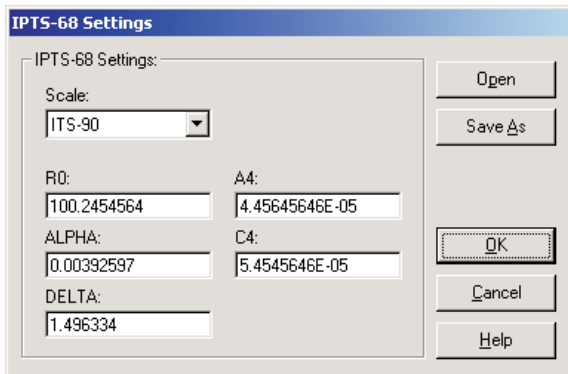 IPTS-68 Settings
IPTS-68 Settings:
Scale:
ITS-90
R0:
100.2454564
ALPHA:
0.00392597
DELTA:
1.496334
A4:
4.45645646E-05
C4:
5.4545646E-05
Open
Save As
OK
Cancel
Help